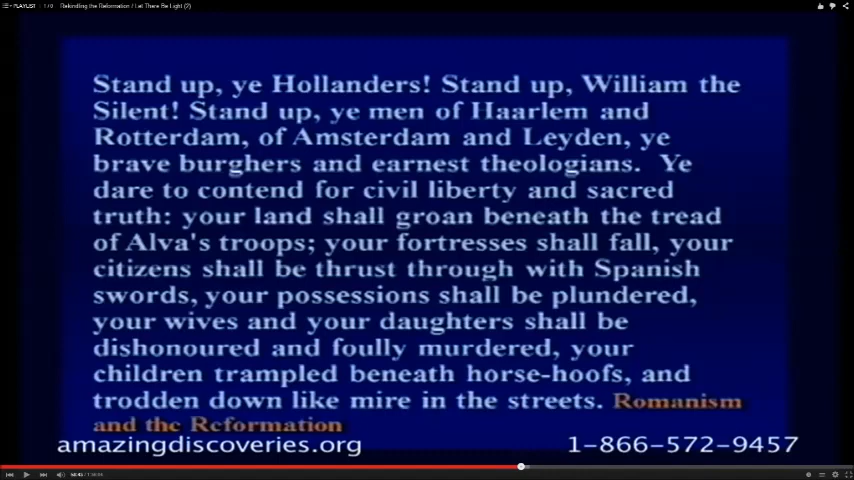 PLAYLIST 1/0 Rekindling the Reformation / Let There Be Light (2)
Stand up, ye Hollanders! Stand up, William the
Silent! Stand up, ye men of Haarlem and
Rotterdam, of Amsterdam and Leyden, ye
brave burghers and earnest theologians. Ye
dare to contend for civil liberty and sacred
truth: your land shall groan beneath the tread
of Alva's troops; your fortresses shall fall, your
citizens shall be thrust through with Spanish
swords, your possessions shall be plundered,
your wives and your daughters shall be
dishonoured and foully murdered, your
children trampled beneath horse-hoofs, and
trodden down like mire in the streets. Romanism
and the Reformation
amazingdiscoveries.org 1-866-572-9457